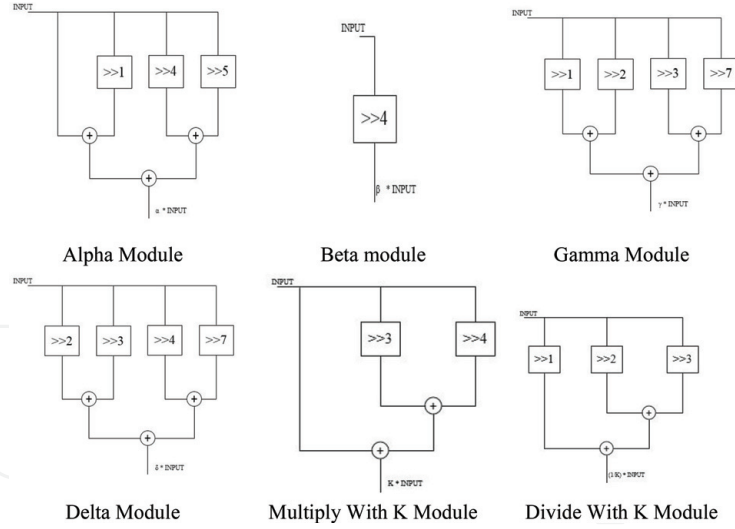 INPUT
>>1
>>4
>>5
+
+
+
α * INPUT
Alpha Module
INPUT
>>4
β * INPUT
Beta module
INPUT
>>1
>>2
>>3
>>7
+
+
+
γ * INPUT
Gamma Module
INPUT
>>2
>>3
>>4
>>7
+
+
+
δ * INPUT
Delta Module
INPUT
>>3
>>4
+
+
K * INPUT
Multiply With K Module
INPUT
>>1
>>2
>>3
+
+
(1/K) * INPUT
Divide With K Module